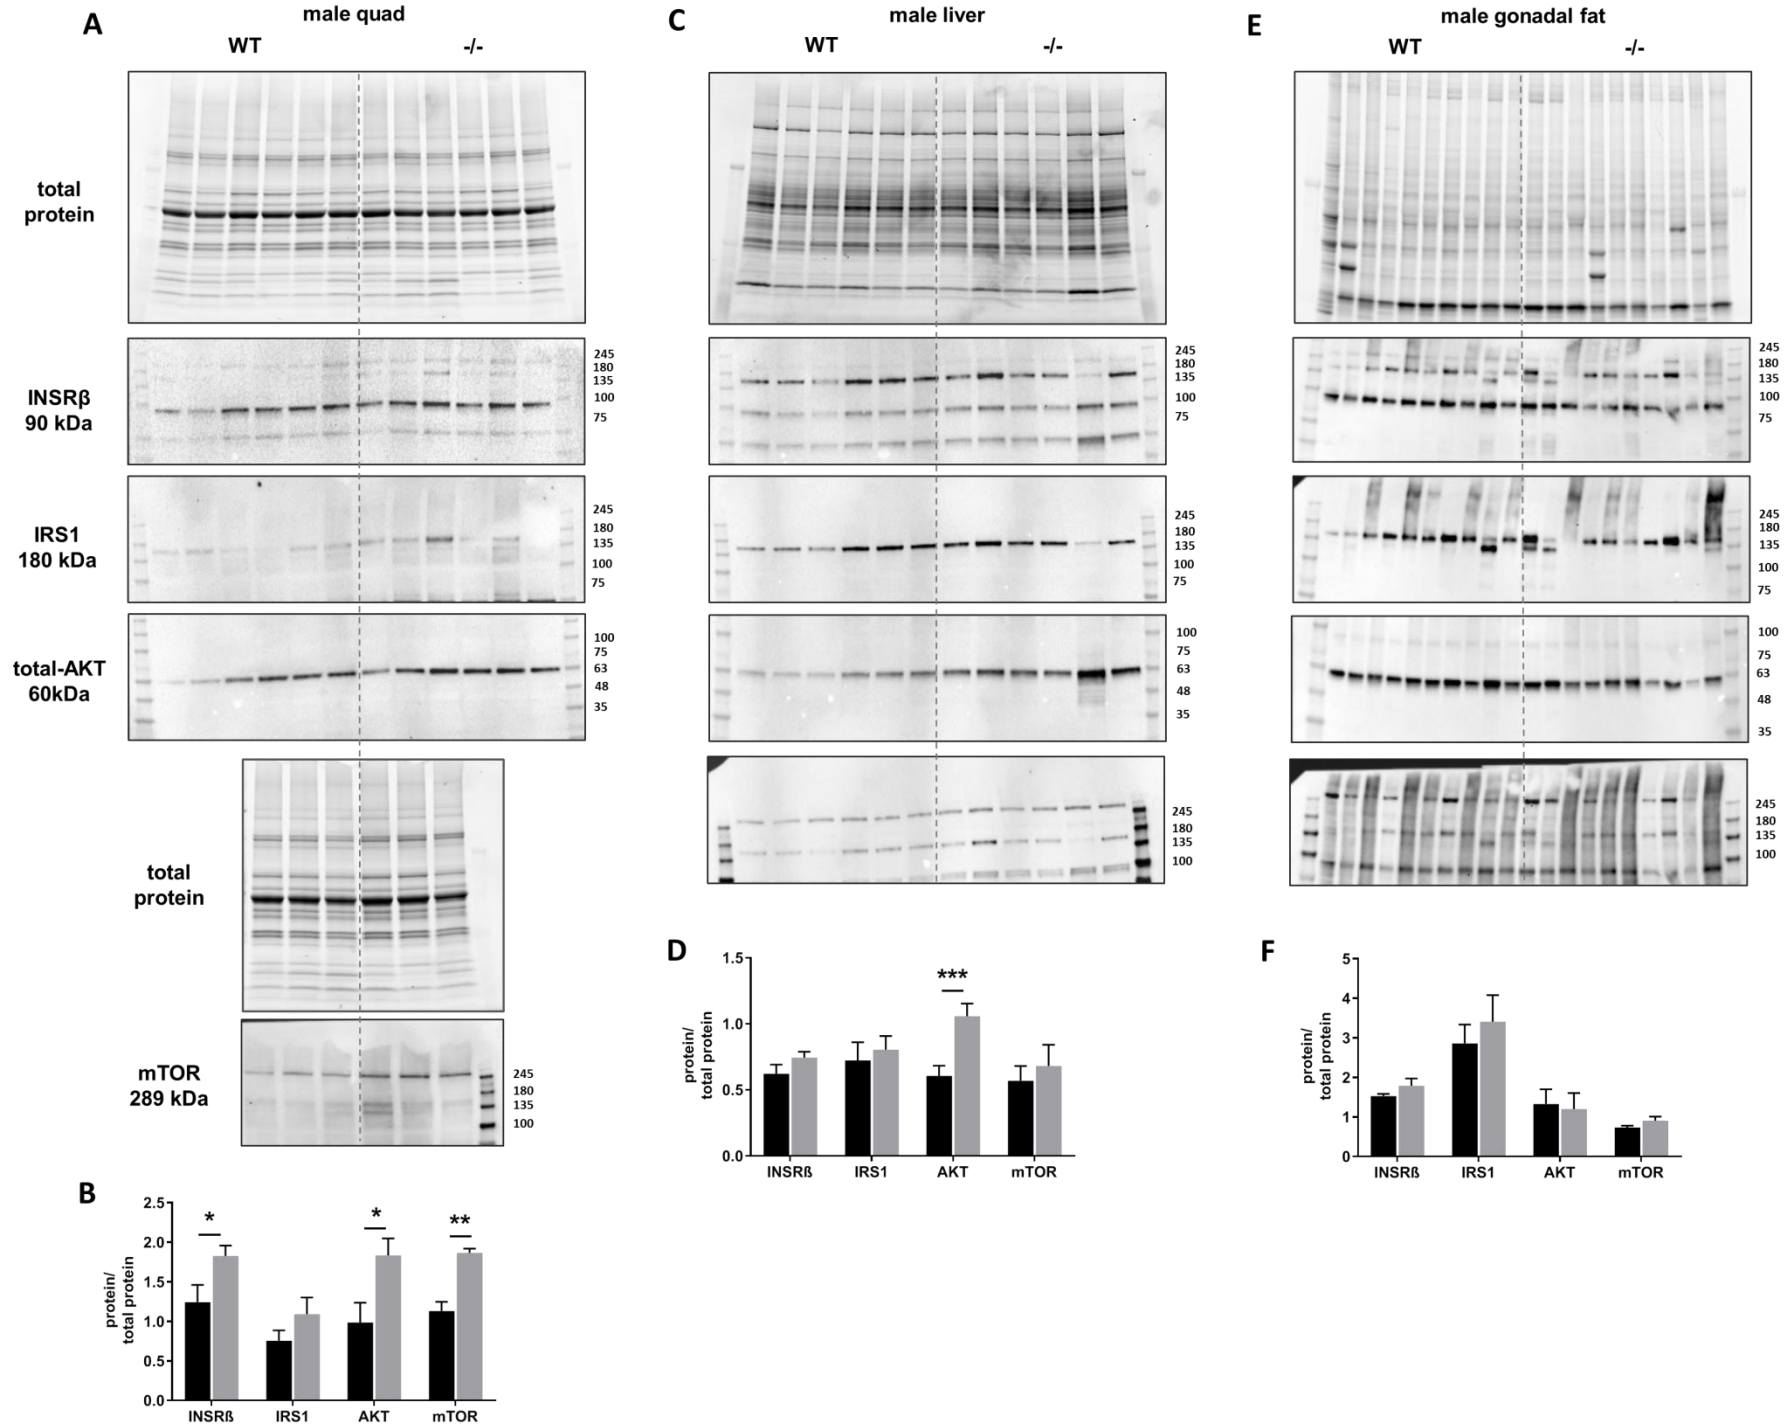 A
male quad
WT
-/-
total
protein
INSRβ
90 kDa
245
180
135
100
75
IRS1
180 kDa
245
180
135
100
75
total-AKT
60kDa
100
75
63
48
35
total
protein
mTOR
289 kDa
245
180
135
100
B
protein/
total protein
2.5
2.0
1.5
1.0
0.5
0.0
*
*
**
INSRß
IRS1
AKT
mTOR
C
male liver
WT
-/-
245
180
135
100
75
245
180
135
100
75
100
75
63
48
35
245
180
135
100
D
protein/
total protein
1.5
1.0
0.5
0.0
***
INSRß
IRS1
AKT
mTOR
E
male gonadal fat
WT
-/-
245
180
135
100
75
245
180
135
100
75
100
75
63
48
35
245
180
135
100
F
protein/
total protein
5
4
3
2
1
0
INSRß
IRS1
AKT
mTOR